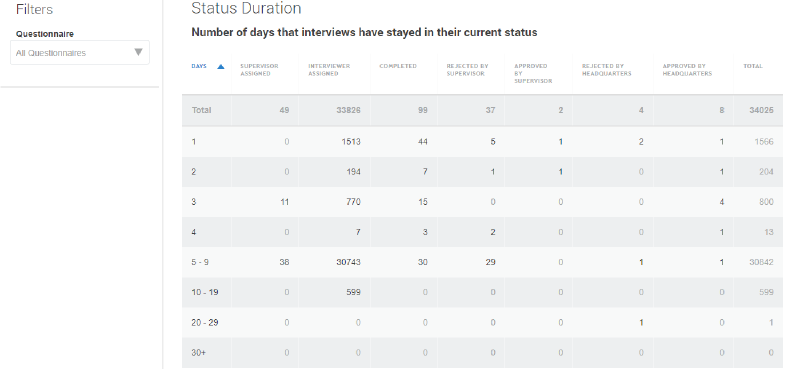 Filters
Questionnaire
All Questionnaires
Status Duration
Number of days that interviews have stayed in their current status
DAYS SUPERVISOR ASSIGNED INTERVIEWER ASSIGNED COMPLETED REJECTED BY SUPERVISOR APPROVED BY SUPERVISOR REJECTED BY HEADQUARTERS APPROVED BY HEADQUARTERS TOTAL
Total 49 33826 99 37 2 4 8 34025
1 0 1513 44 5 1 2 1 1566
2 0 194 7 1 1 0 1 204
3 11 770 15 0 0 0 4 800
4 0 7 3 2 0 0 1 13
5 - 9 38 30743 30 29 0 1 1 30842
10 - 19 0 599 0 0 0 0 0 599
20 - 29 0 0 0 0 0 1 0 1
30+ 0 0 0 0 0 0 0 0